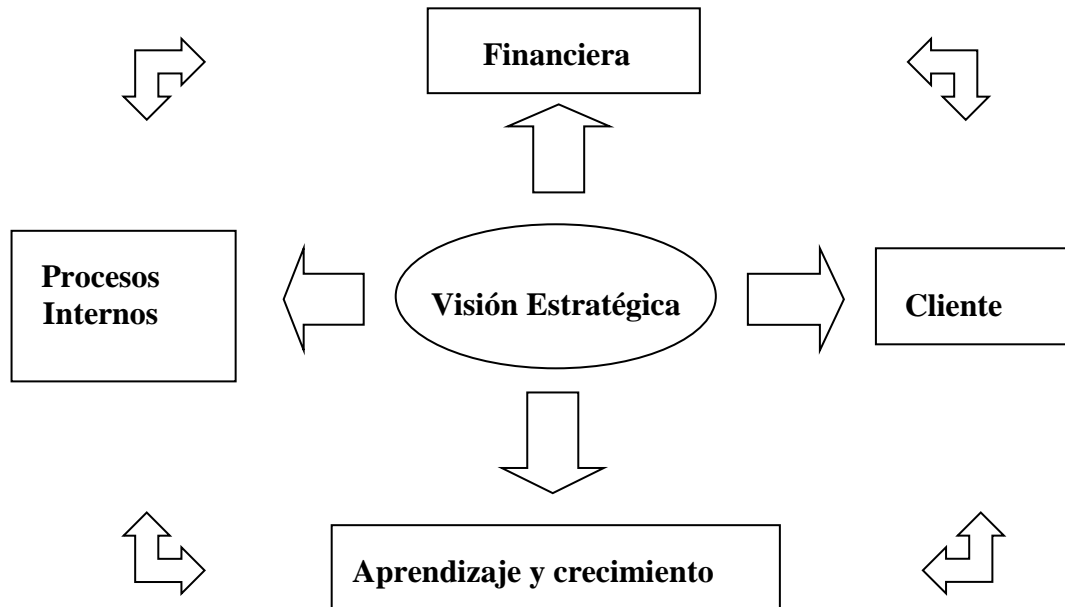 Financiera
Procesos
Internos
Visión Estratégica
Cliente
Aprendizaje y crecimiento